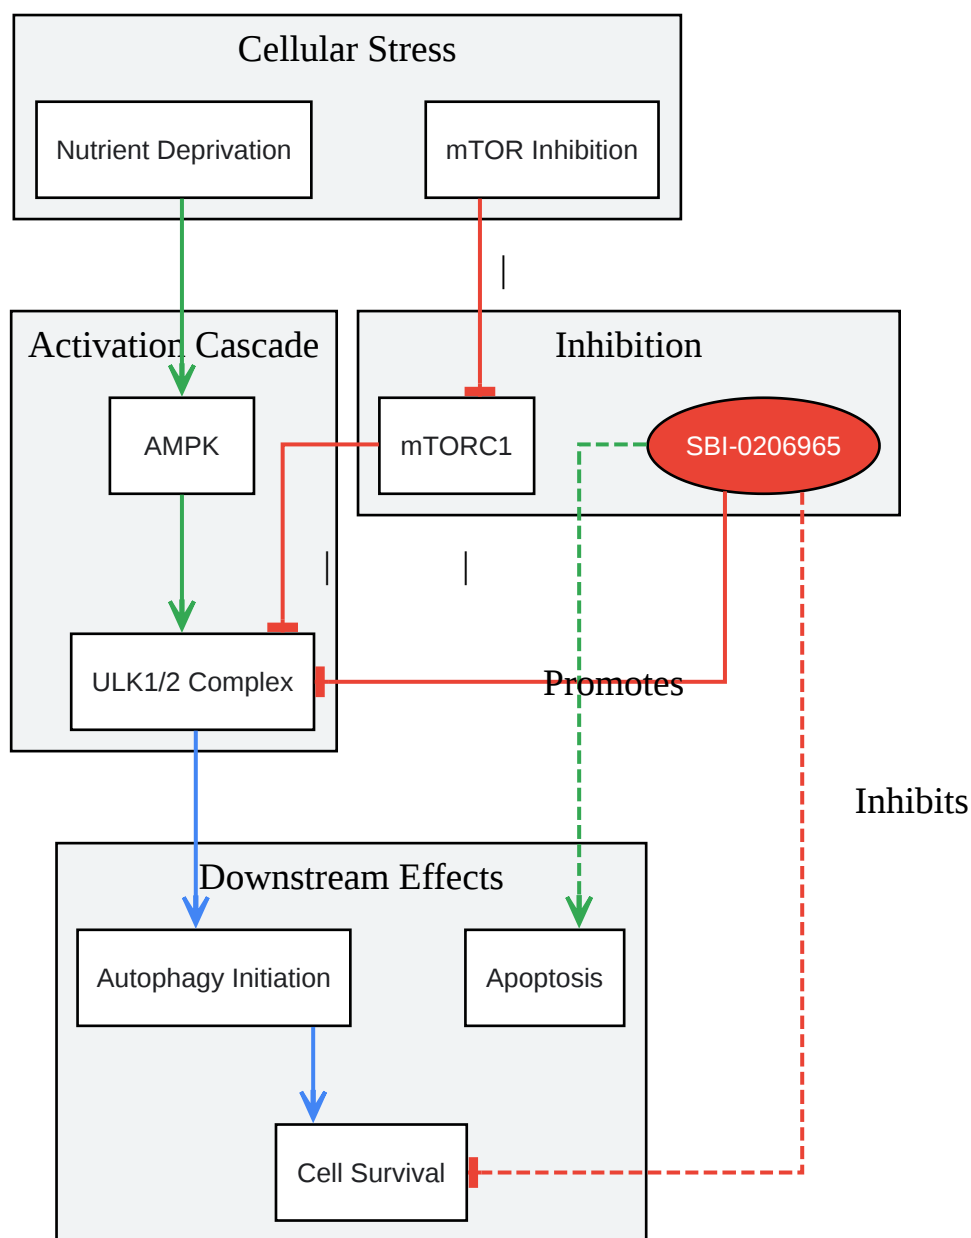 Cellular Stress
Nutrient Deprivation
mTOR Inhibition
|
Activation Cascade
Inhibition
AMPK
mTORC1
SBI-0206965
|
|
ULK1/2 Complex
Promotes
Inhibits
Downstream Effects
Autophagy Initiation
Apoptosis
Cell Survival